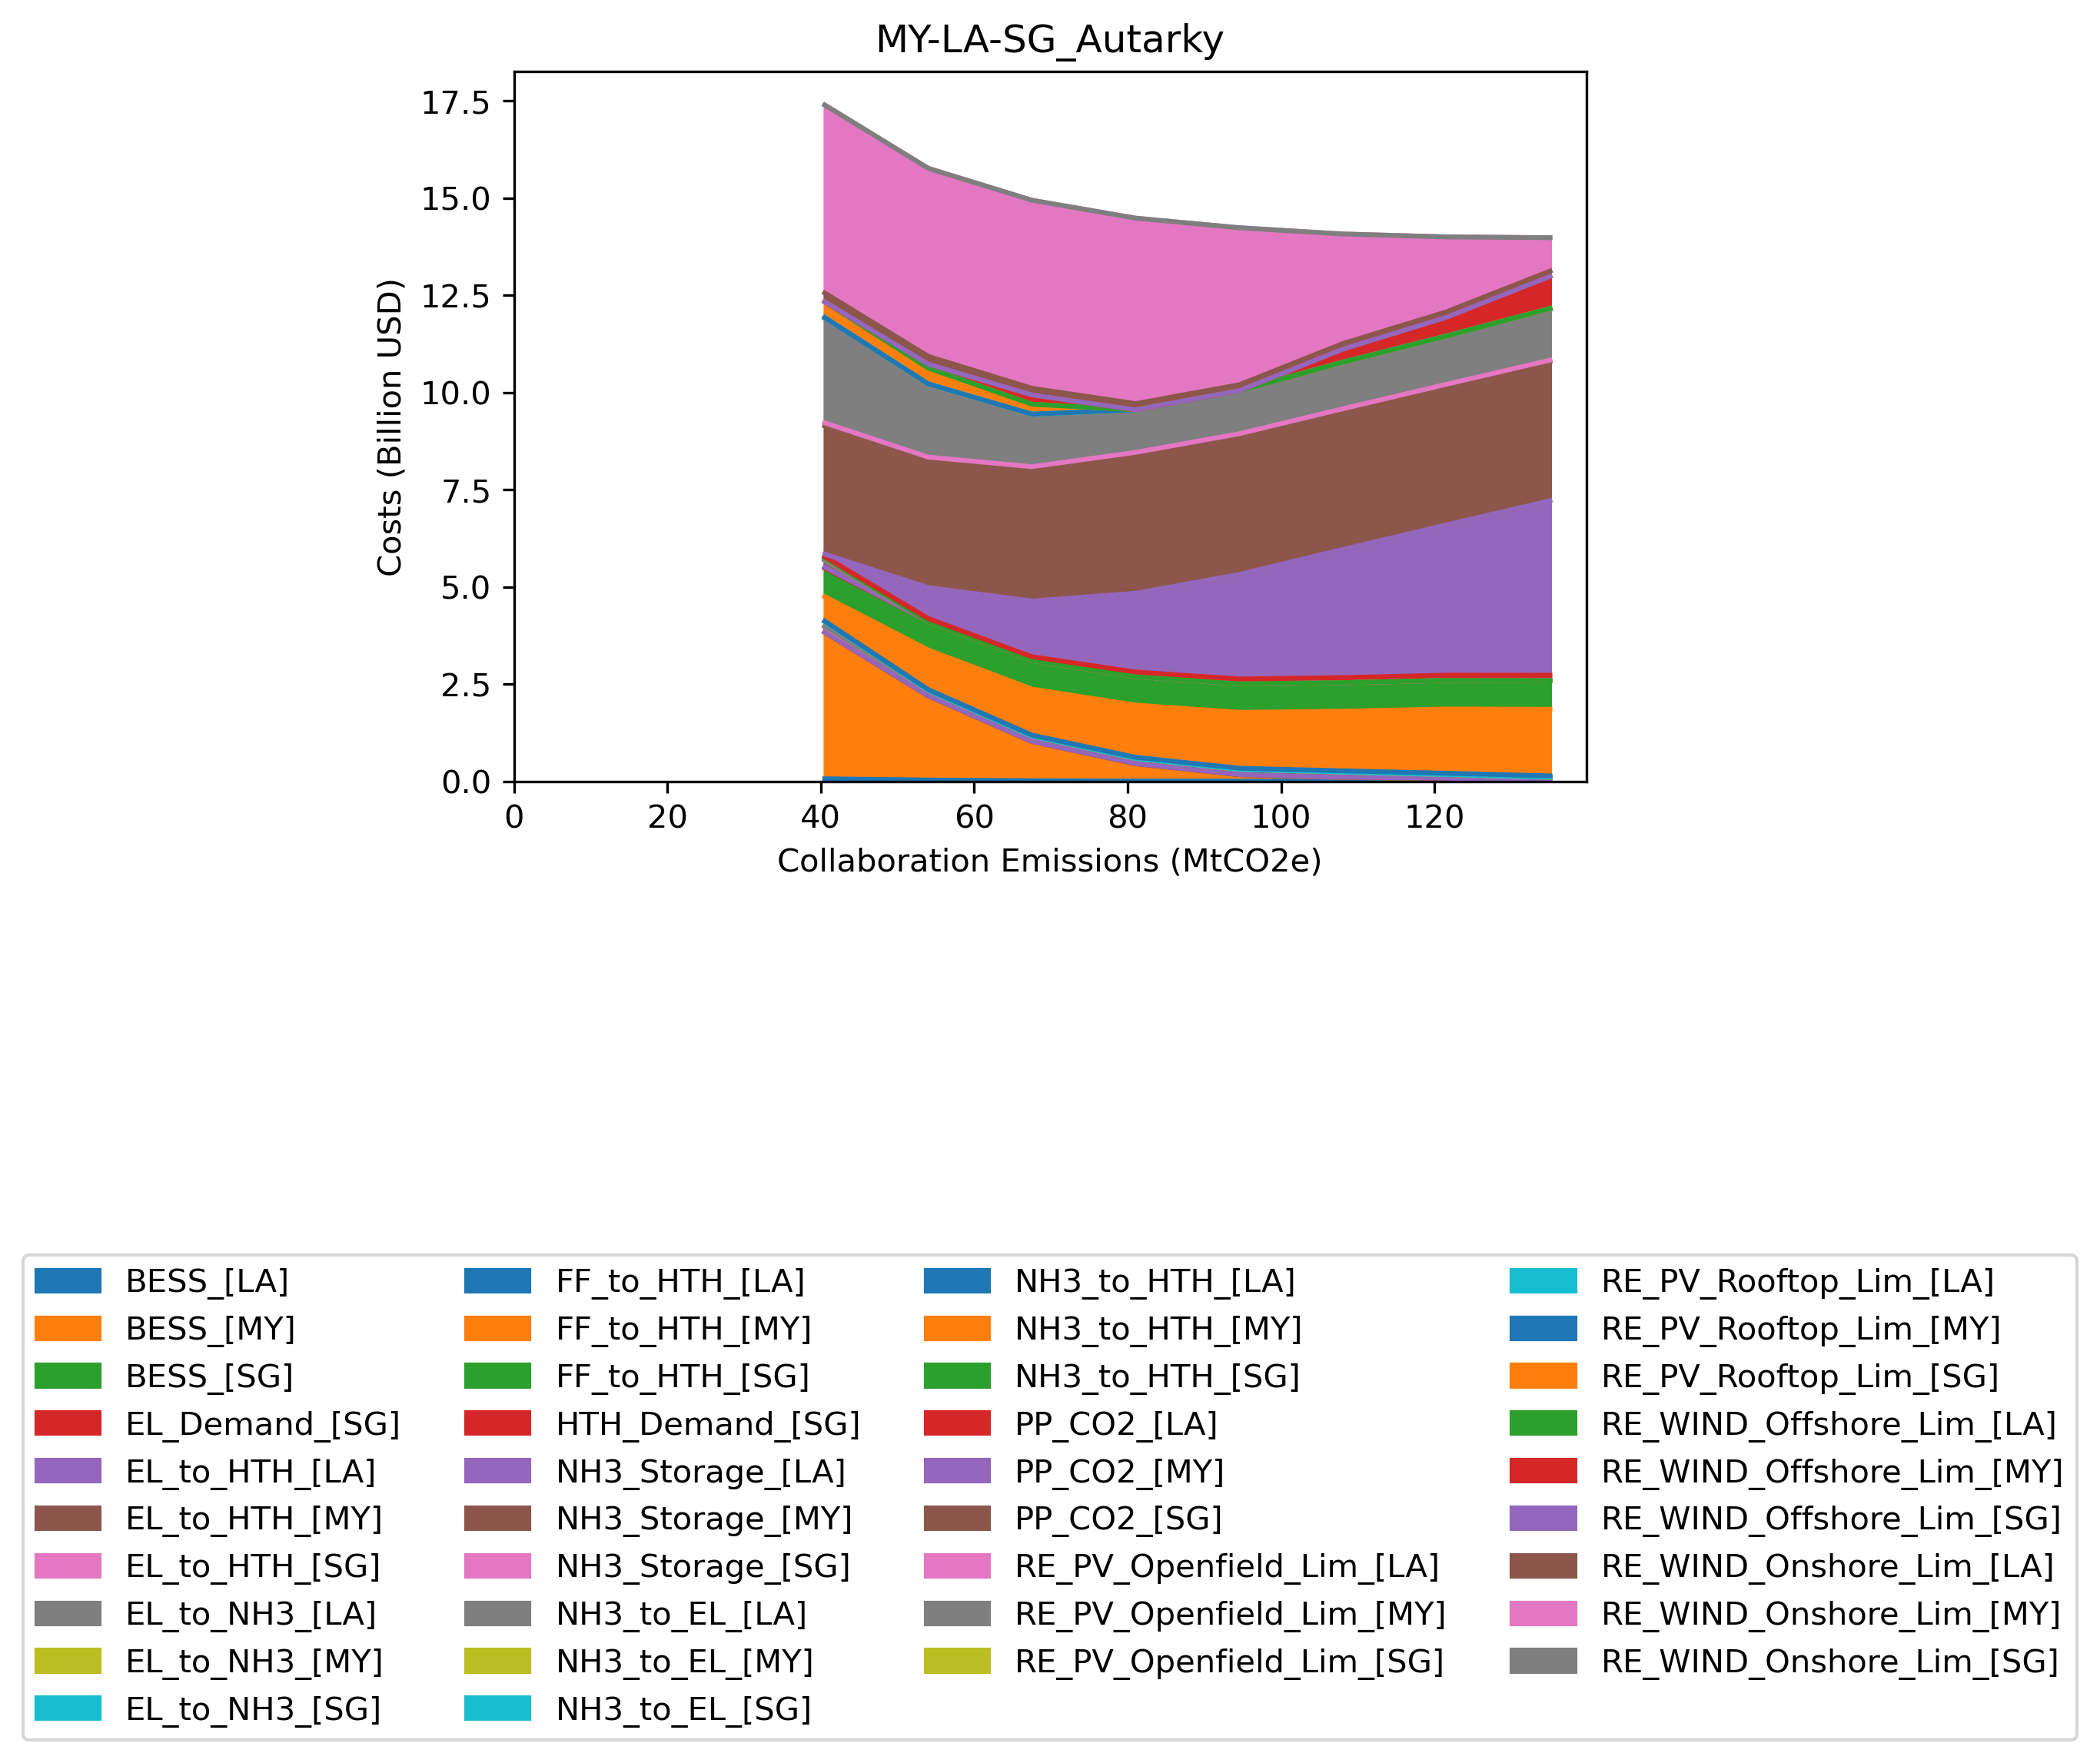 MY-LA-SG_Autarky
Costs (Billion USD)
17.5
15.0
12.5
10.0
7.5
5.0
2.5
0.0
0 20 40 60 80 100 120
Collaboration Emissions (MtCO2e)
BESS_[LA]
BESS_[MY]
BESS_[SG]
EL_Demand_[SG]
EL_to_HTH_[LA]
EL_to_HTH_[MY]
EL_to_HTH_[SG]
EL_to_NH3_[LA]
EL_to_NH3_[MY]
EL_to_NH3_[SG]
FF_to_HTH_[LA]
FF_to_HTH_[MY]
FF_to_HTH_[SG]
HTH_Demand_[SG]
NH3_Storage_[LA]
NH3_Storage_[MY]
NH3_Storage_[SG]
NH3_to_EL_[LA]
NH3_to_EL_[MY]
NH3_to_EL_[SG]
NH3_to_HTH_[LA]
NH3_to_HTH_[MY]
NH3_to_HTH_[SG]
PP_CO2_[LA]
PP_CO2_[MY]
PP_CO2_[SG]
RE_PV_Openfield_Lim_[LA]
RE_PV_Openfield_Lim_[MY]
RE_PV_Openfield_Lim_[SG]
RE_PV_Rooftop_Lim_[LA]
RE_PV_Rooftop_Lim_[MY]
RE_PV_Rooftop_Lim_[SG]
RE_WIND_Offshore_Lim_[LA]
RE_WIND_Offshore_Lim_[MY]
RE_WIND_Offshore_Lim_[SG]
RE_WIND_Onshore_Lim_[LA]
RE_WIND_Onshore_Lim_[MY]
RE_WIND_Onshore_Lim_[SG]